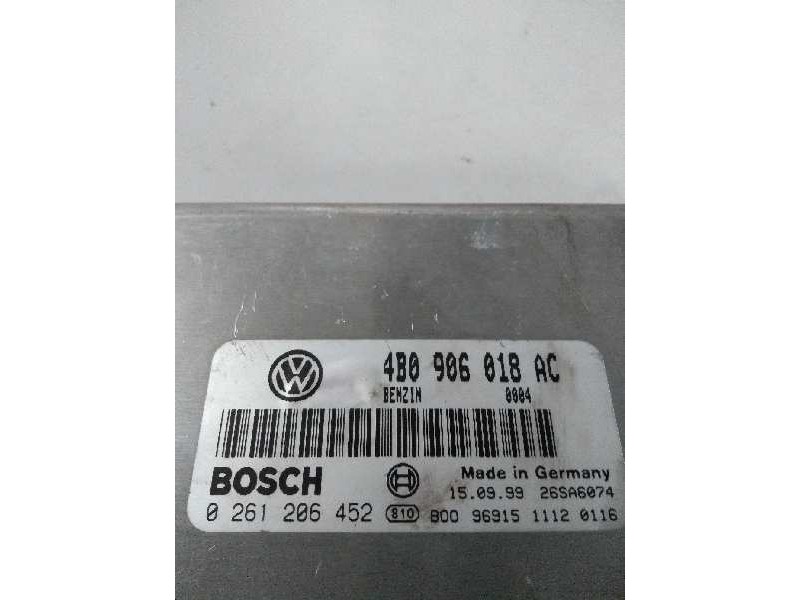 4B0 906 018 AC
BENZIN 0004
BOSCH
Made in Germany
15.09.99 26SA6074
0 261 206 452 810 800 96915 1112 0116